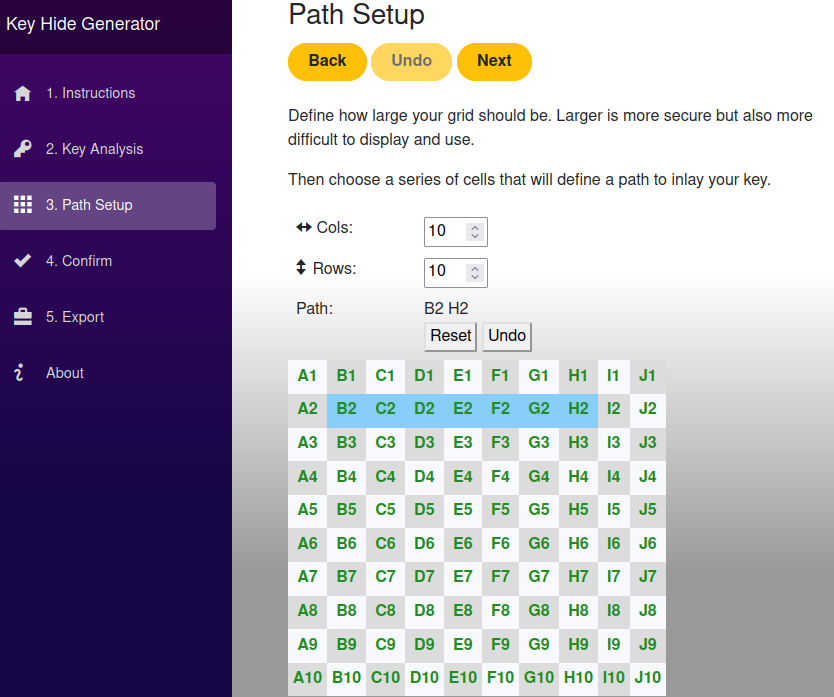 Key Hide Generator
1. Instructions
2. Key Analysis
3. Path Setup
4. Confirm
5. Export
About
Path Setup
Back Undo Next
Define how large your grid should be. Larger is more secure but also more
difficult to display and use.
Then choose a series of cells that will define a path to inlay your key.
Cols: 10
Rows: 10
Path: B2 H2
Reset Undo
A1 B1 C1 D1 E1 F1 G1 H1 I1 J1
A2 B2 C2 D2 E2 F2 G2 H2 I2 J2
A3 B3 C3 D3 E3 F3 G3 H3 I3 J3
A4 B4 C4 D4 E4 F4 G4 H4 I4 J4
A5 B5 C5 D5 E5 F5 G5 H5 I5 J5
A6 B6 C6 D6 E6 F6 G6 H6 I6 J6
A7 B7 C7 D7 E7 F7 G7 H7 I7 J7
A8 B8 C8 D8 E8 F8 G8 H8 I8 J8
A9 B9 C9 D9 E9 F9 G9 H9 I9 J9
A10 B10 C10 D10 E10 F10 G10 H10 I10 J10